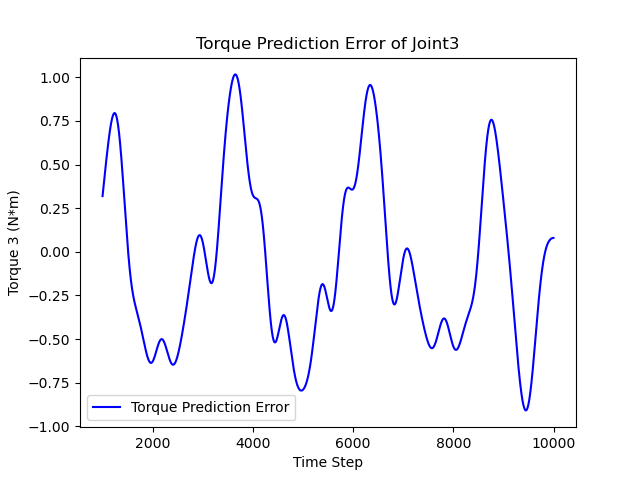 Torque Prediction Error of Joint3
1.00
0.75
0.50
0.25
0.00
−0.25
−0.50
−0.75
−1.00
Torque 3 (N*m)
Torque Prediction Error
2000 4000 6000 8000 10000
Time Step